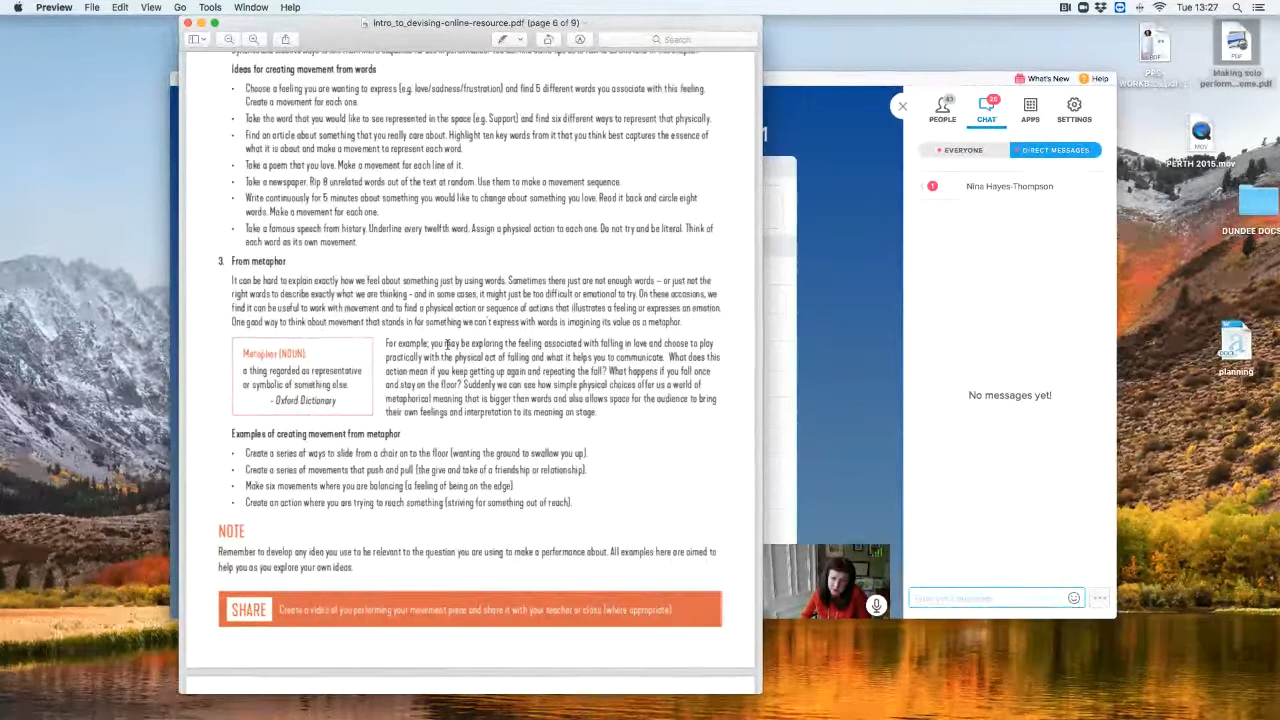 Preview File Edit View Go Tools Window Help
13:27
intro_to_devising-online-resource.pdf (page 6 of 9)
Search
Ideas for creating movement from words
• Choose a feeling you are wanting to express (e.g. love/sadness/frustration) and find 5 different words you associate with this feeling.
Create a movement for each one.
• Take the word that you would like to see represented in the space (e.g. Support) and find six different ways to represent that physically.
• Find an article about something that you really care about. Highlight ten key words from it that you think best captures the essence of
what it is about and make a movement to represent each word.
• Take a poem that you love. Make a movement for each line of it.
• Take a newspaper. Rip 8 unrelated words out of the text at random. Use them to make a movement sequence.
• Write continuously for 5 minutes about something you would like to change about something you love. Read it back and circle eight
words. Make a movement for each one.
• Take a famous speech from history. Underline every twelfth word. Assign a physical action to each one. Do not try and be literal. Think of
each word as its own movement.
3. From metaphor
It can be hard to explain exactly how we feel about something just by using words. Sometimes there just are not enough words – or just not the
right words to describe exactly what we are thinking – and in some cases, it might just be too difficult or emotional to try. On these occasions, we
find it can be useful to work with movement and to find a physical action or sequence of actions that illustrates a feeling or expresses an emotion.
One good way to think about movement that stands in for something we can't express with words is imagining its value as a metaphor.
Metaphor (NOUN):
a thing regarded as representative
or symbolic of something else.
- Oxford Dictionary
For example; you may be exploring the feeling associated with falling in love and choose to play
practically with the physical act of falling and what it helps you to communicate. What does this
action mean if you keep getting up again and repeating the fall? What happens if you fall once
and stay on the floor? Suddenly we can see how simple physical choices offer us a world of
metaphorical meaning that is bigger than words and also allows space for the audience to bring
their own feelings and interpretation to its meaning on stage.
Examples of creating movement from metaphor
• Create a series of ways to slide from a chair on to the floor (wanting the ground to swallow you up).
• Create a series of movements that push and pull (the give and take of a friendship or relationship).
• Make six movements where you are balancing (a feeling of being on the edge).
• Create an action where you are trying to reach something (striving for something out of reach).
NOTE
Remember to develop any idea you use to be relevant to the question you are using to make a performance about. All examples here are aimed to
help you as you explore your own ideas.
SHARE Create a video of you performing your movement piece and share it with your teacher or class (where appropriate)
What's New Help
43
26
PEOPLE CHAT APPS SETTINGS
EVERYONE DIRECT MESSAGES
1 Nina Hayes-Thompson
No messages yet!
Type your message
PDF
PDF
Making solo
perform...ome.pdf
MOV
PERTH 2015.mov
DUNDEE DOCS
planning